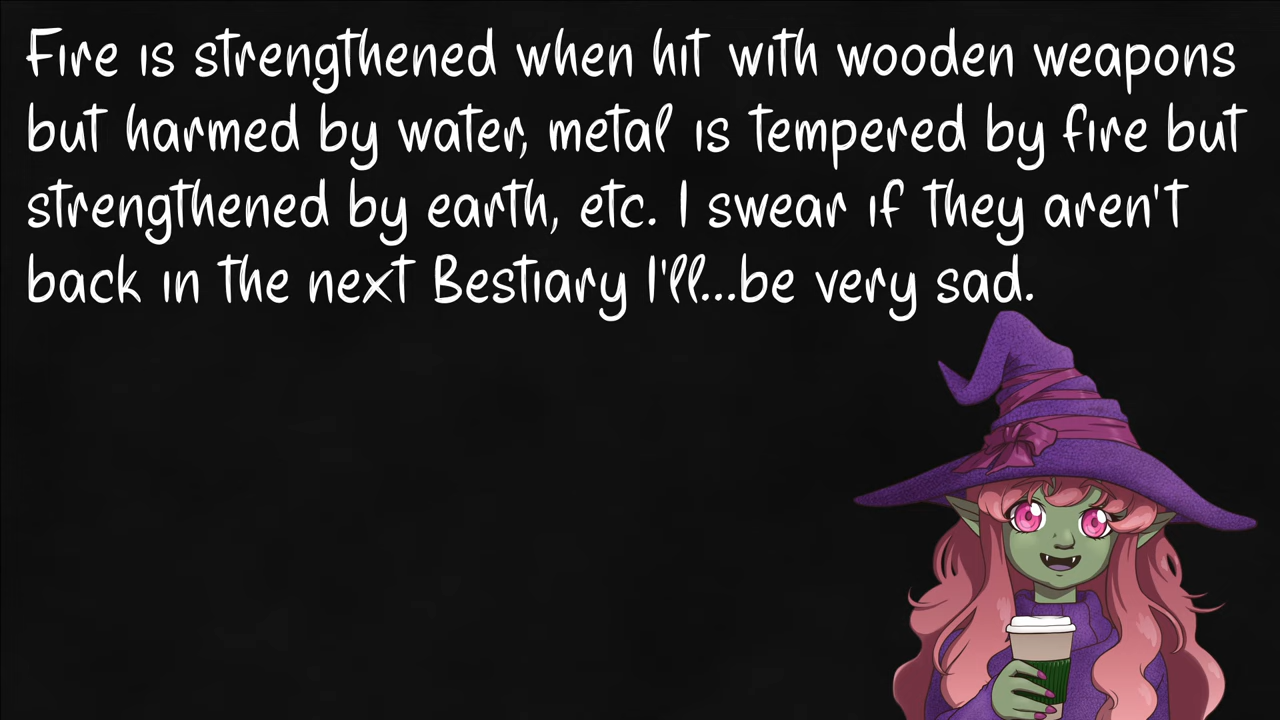 Fire is strengthened when hit with wooden weapons
but harmed by water, metal is tempered by fire but
strengthened by earth, etc. I swear if they aren't
back in the next Bestiary I'll...be very sad.